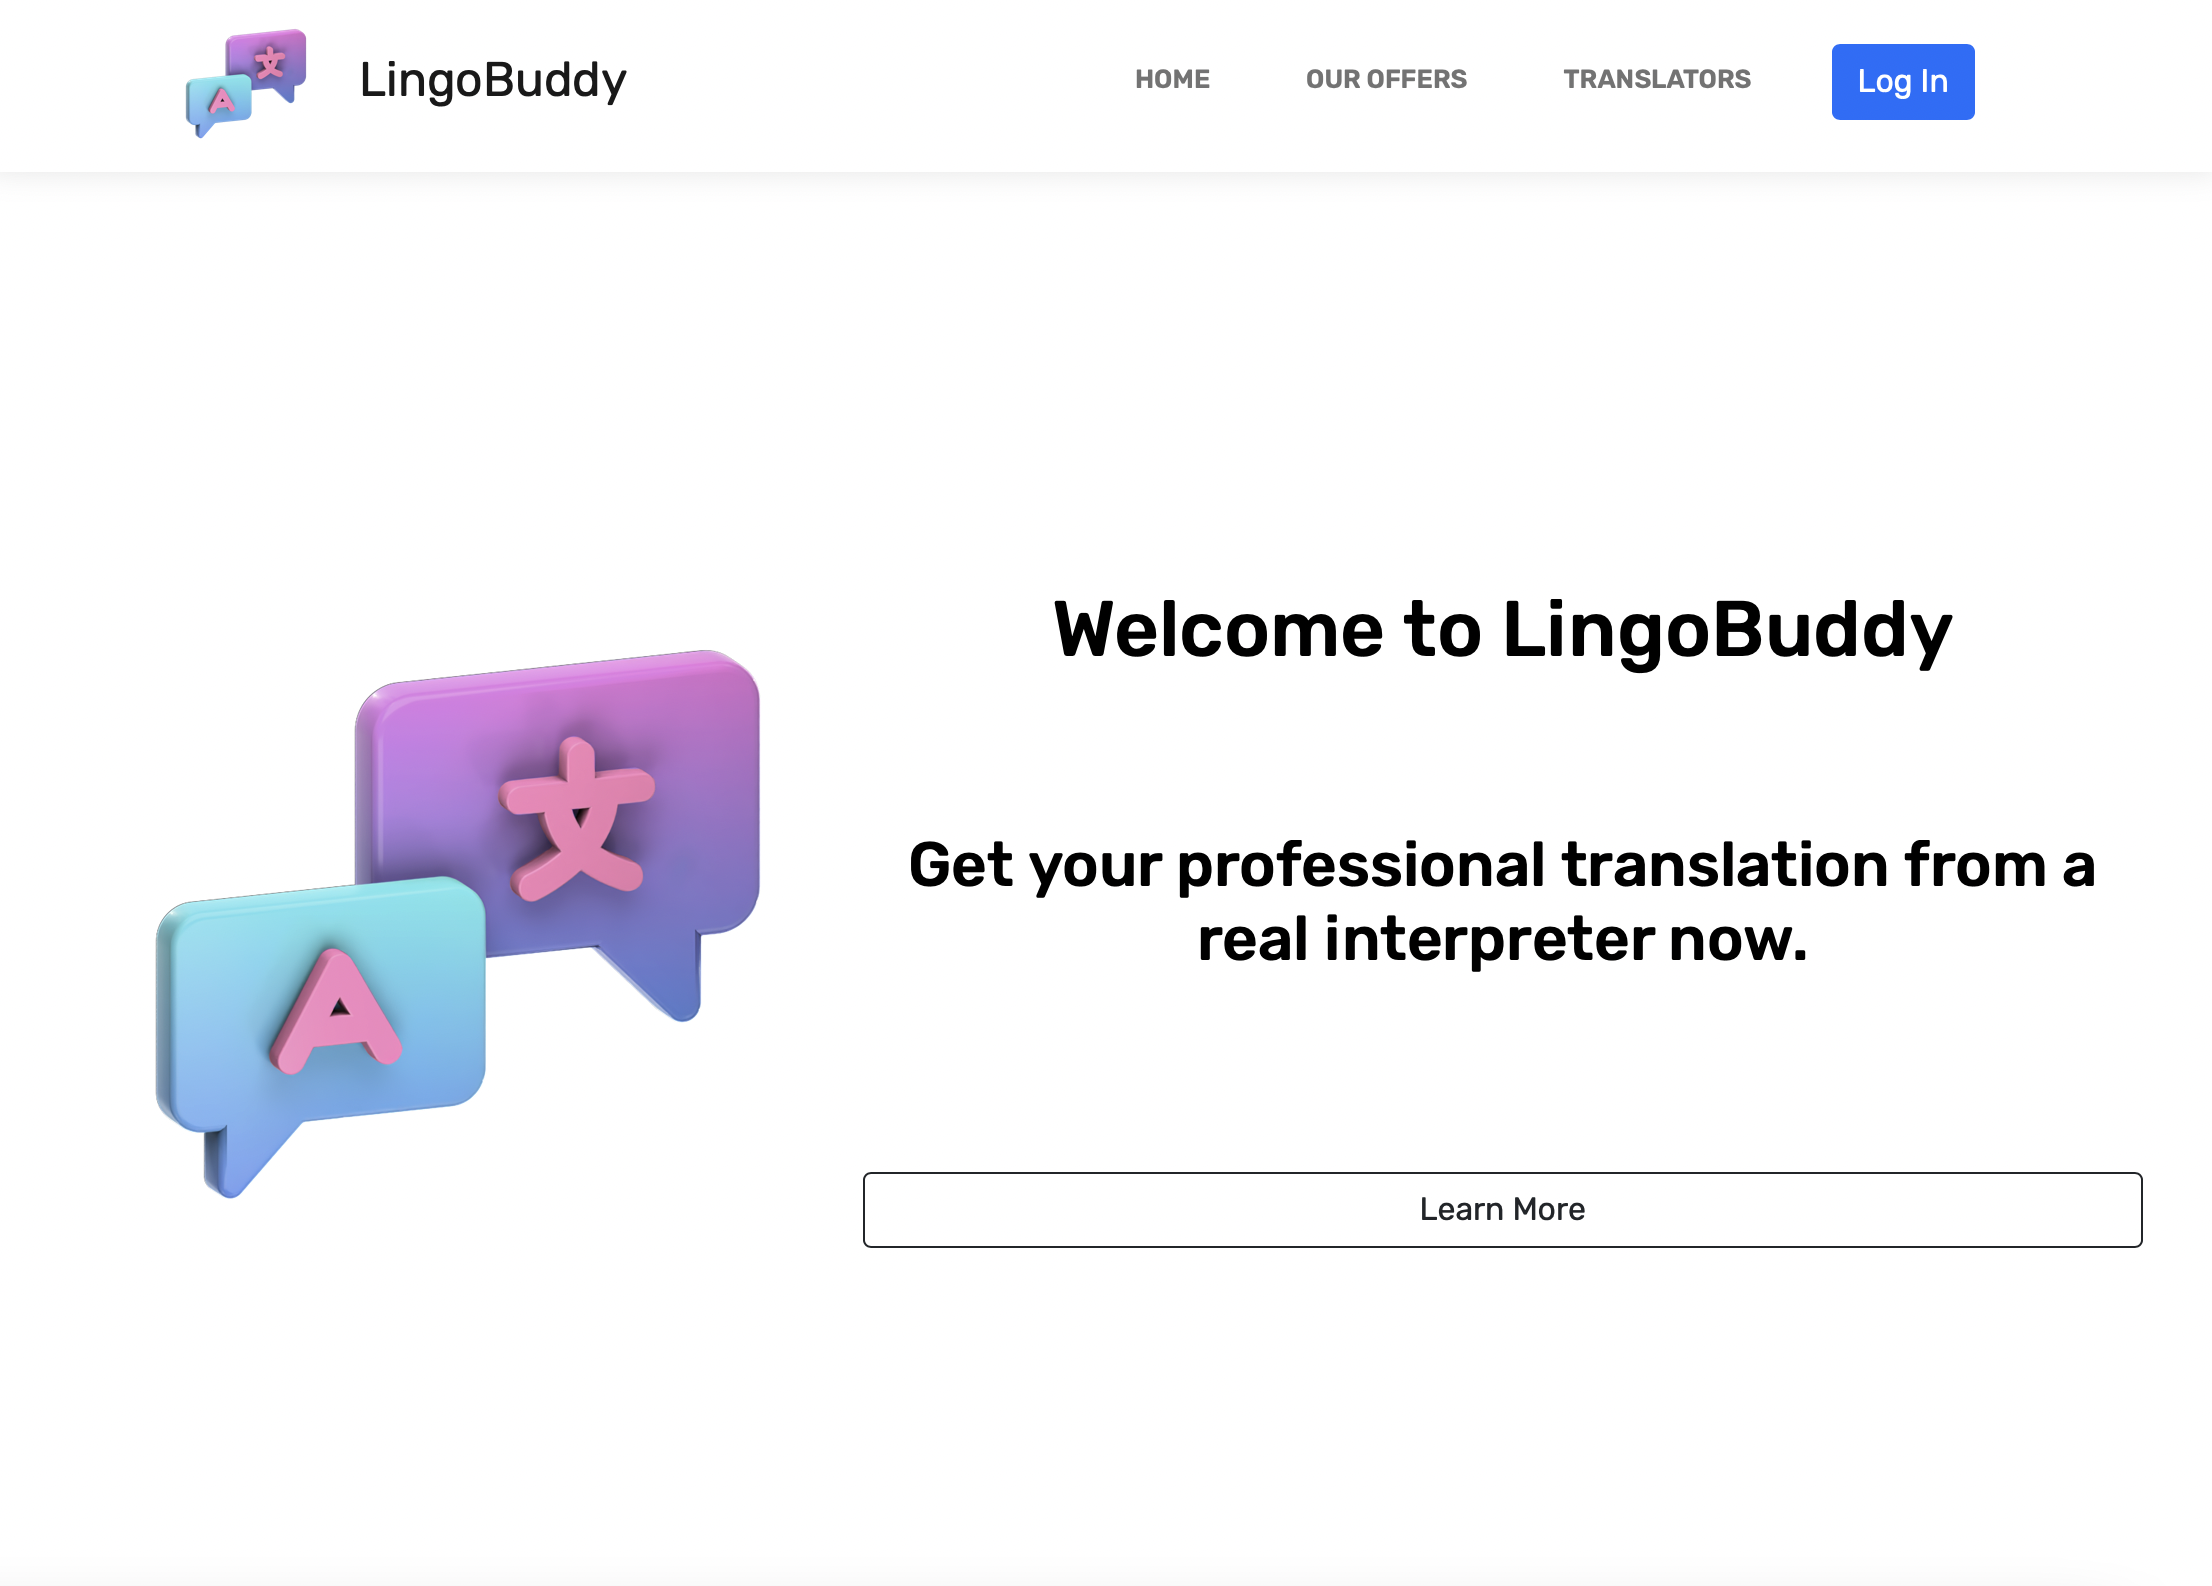 文
A
LingoBuddy
HOME
OUR OFFERS
TRANSLATORS
Log In
Welcome to LingoBuddy
文
A
Get your professional translation from a
real interpreter now.
Learn More